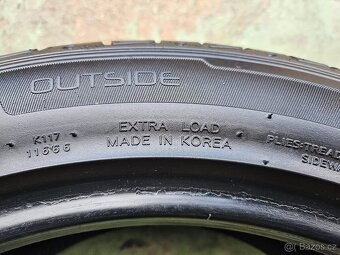 OUTSIDE
K117
11666
EXTRA LOAD
MADE IN KOREA
PLIES:TREAD
SIDEWA
bazos.cz